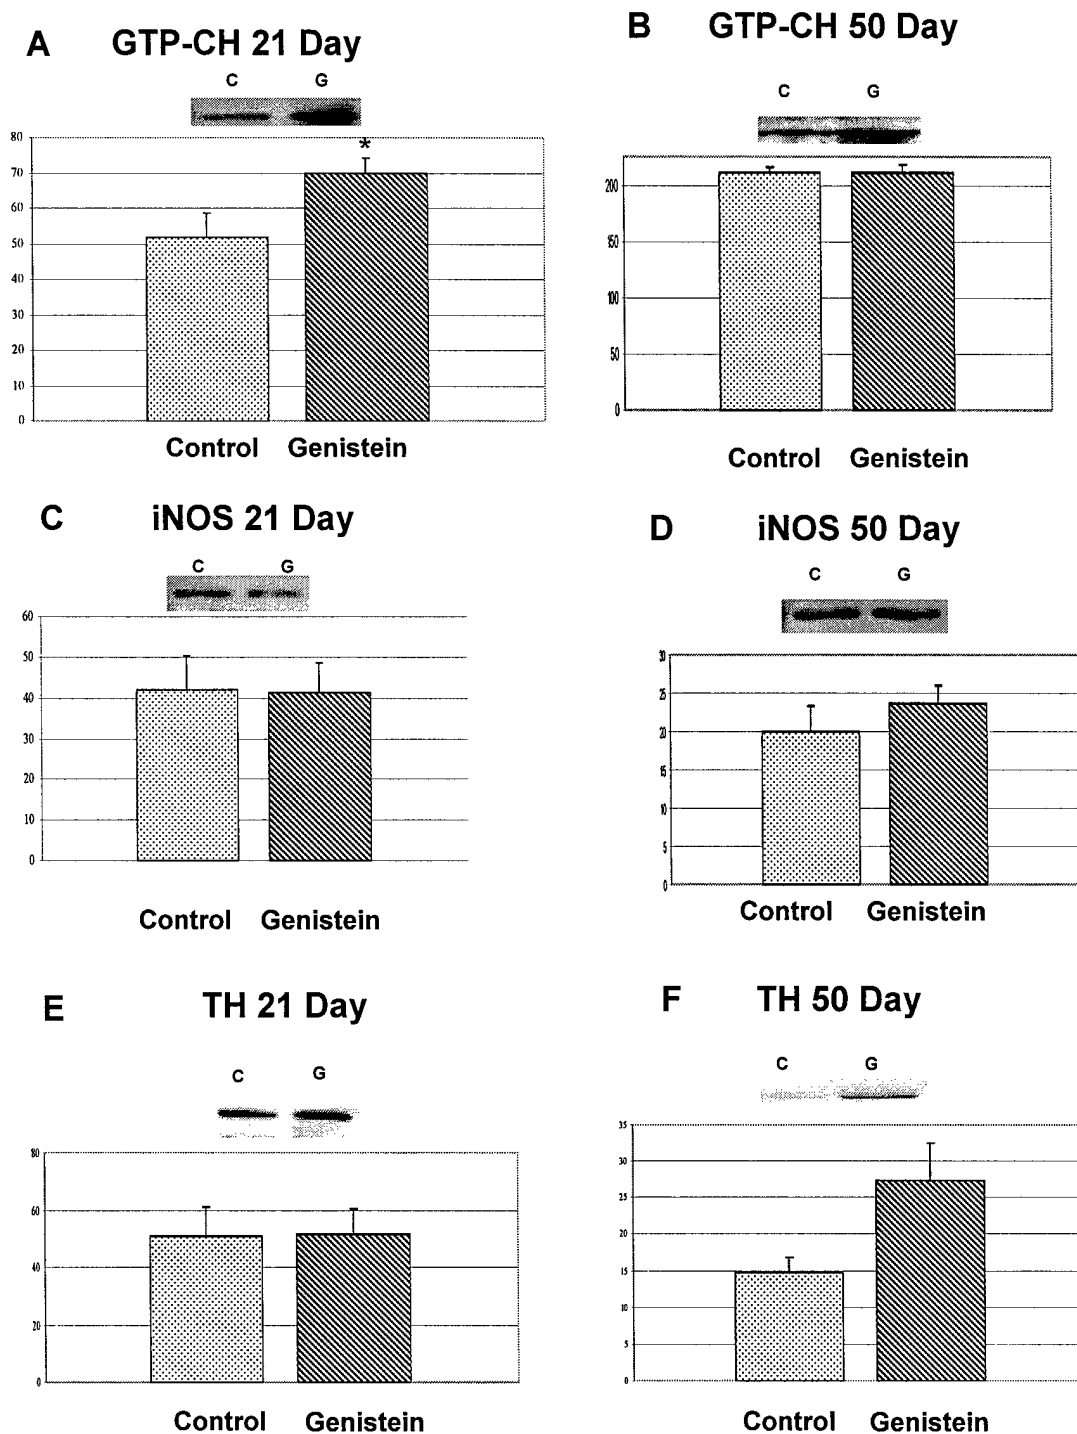 A GTP-CH 21 Day
C G
80
70
60
50
40
30
20
10
0
*
Control Genistein
B GTP-CH 50 Day
C G
200
150
100
50
0
Control Genistein
C iNOS 21 Day
C G
60
50
40
30
20
10
0
Control Genistein
D iNOS 50 Day
C G
30
25
20
15
10
5
0
Control Genistein
E TH 21 Day
C G
80
60
40
20
0
Control Genistein
F TH 50 Day
C G
35
30
25
20
15
10
5
0
Control Genistein